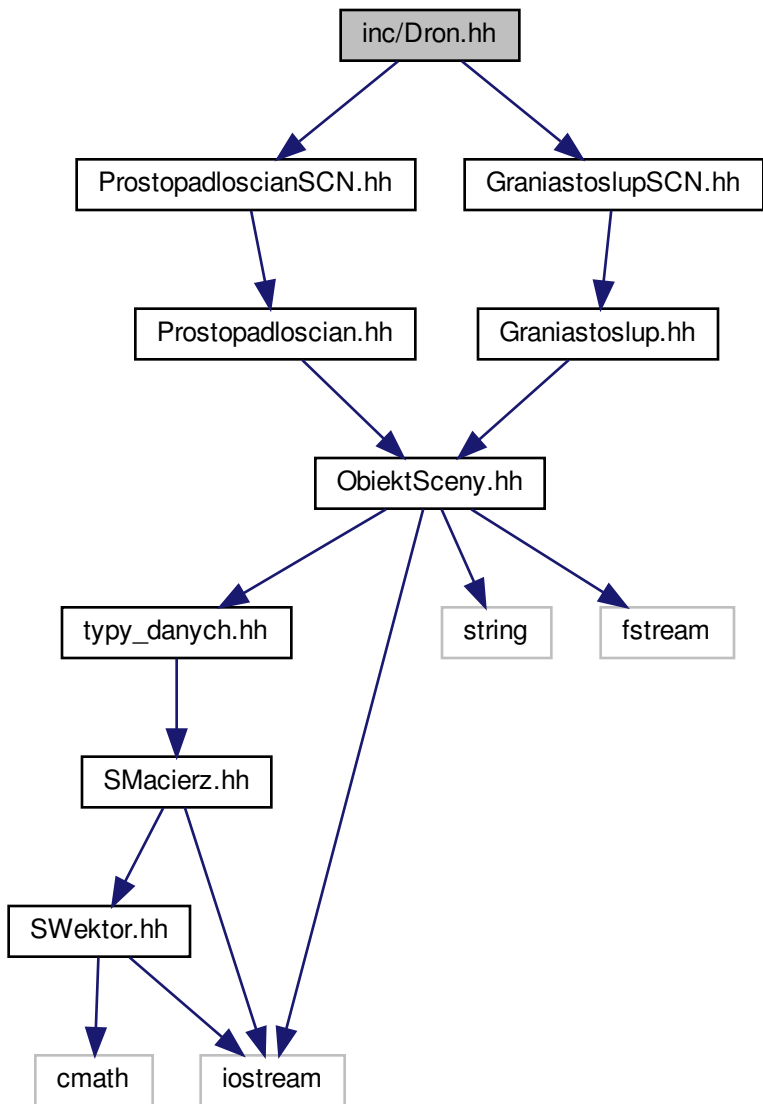 inc/Dron.hh
ProstopadloscianSCN.hh
GraniastoslupSCN.hh
Prostopadloscian.hh
Graniastoslup.hh
ObiektSceny.hh
typy_danych.hh
string
fstream
SMacierz.hh
SWektor.hh
cmath
iostream